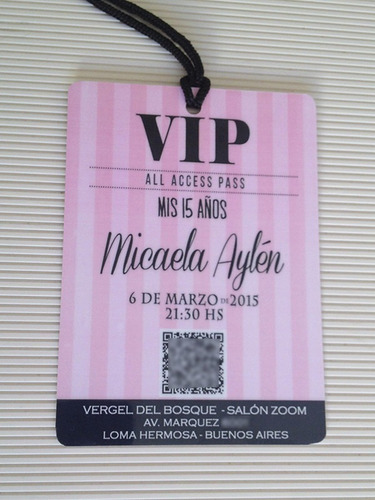 VIP
ALL ACCESS PASS
MIS 15 AÑOS
Micaela Aylén
6 DE MARZO DE 2015
21:30 HS
VERGEL DEL BOSQUE - SALÓN ZOOM
AV. MARQUEZ
LOMA HERMOSA - BUENOS AIRES